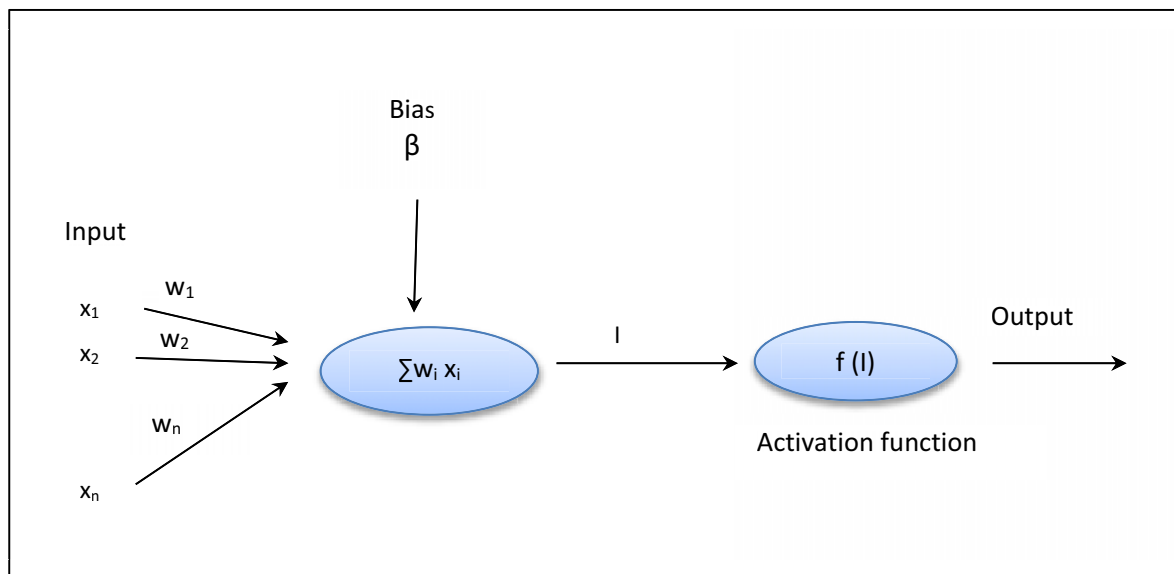 Bias
β
Input
w₁
x₁
w₂
x₂
wₙ
xₙ
∑wᵢ xᵢ
I
f (I)
Activation function
Output